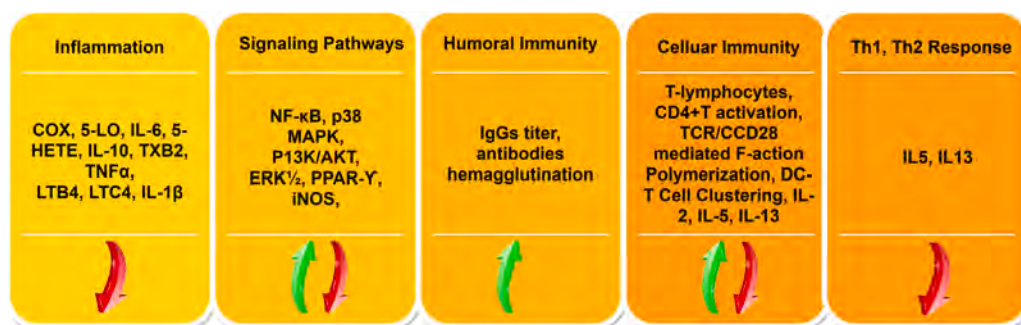 Inflammation
COX, 5-LO, IL-6, 5-
HETE, IL-10, TXB2,
TNFα,
LTB4, LTC4, IL-1β
Signaling Pathways
NF-κB, p38
MAPK,
P13K/AKT,
ERK½, PPAR-ϒ,
iNOS,
Humoral Immunity
IgGs titer,
antibodies
hemagglutination
Celluar Immunity
T-lymphocytes,
CD4+T activation,
TCR/CCD28
mediated F-action
Polymerization, DC-
T Cell Clustering, IL-
2, IL-5, IL-13
Th1, Th2 Response
IL5, IL13